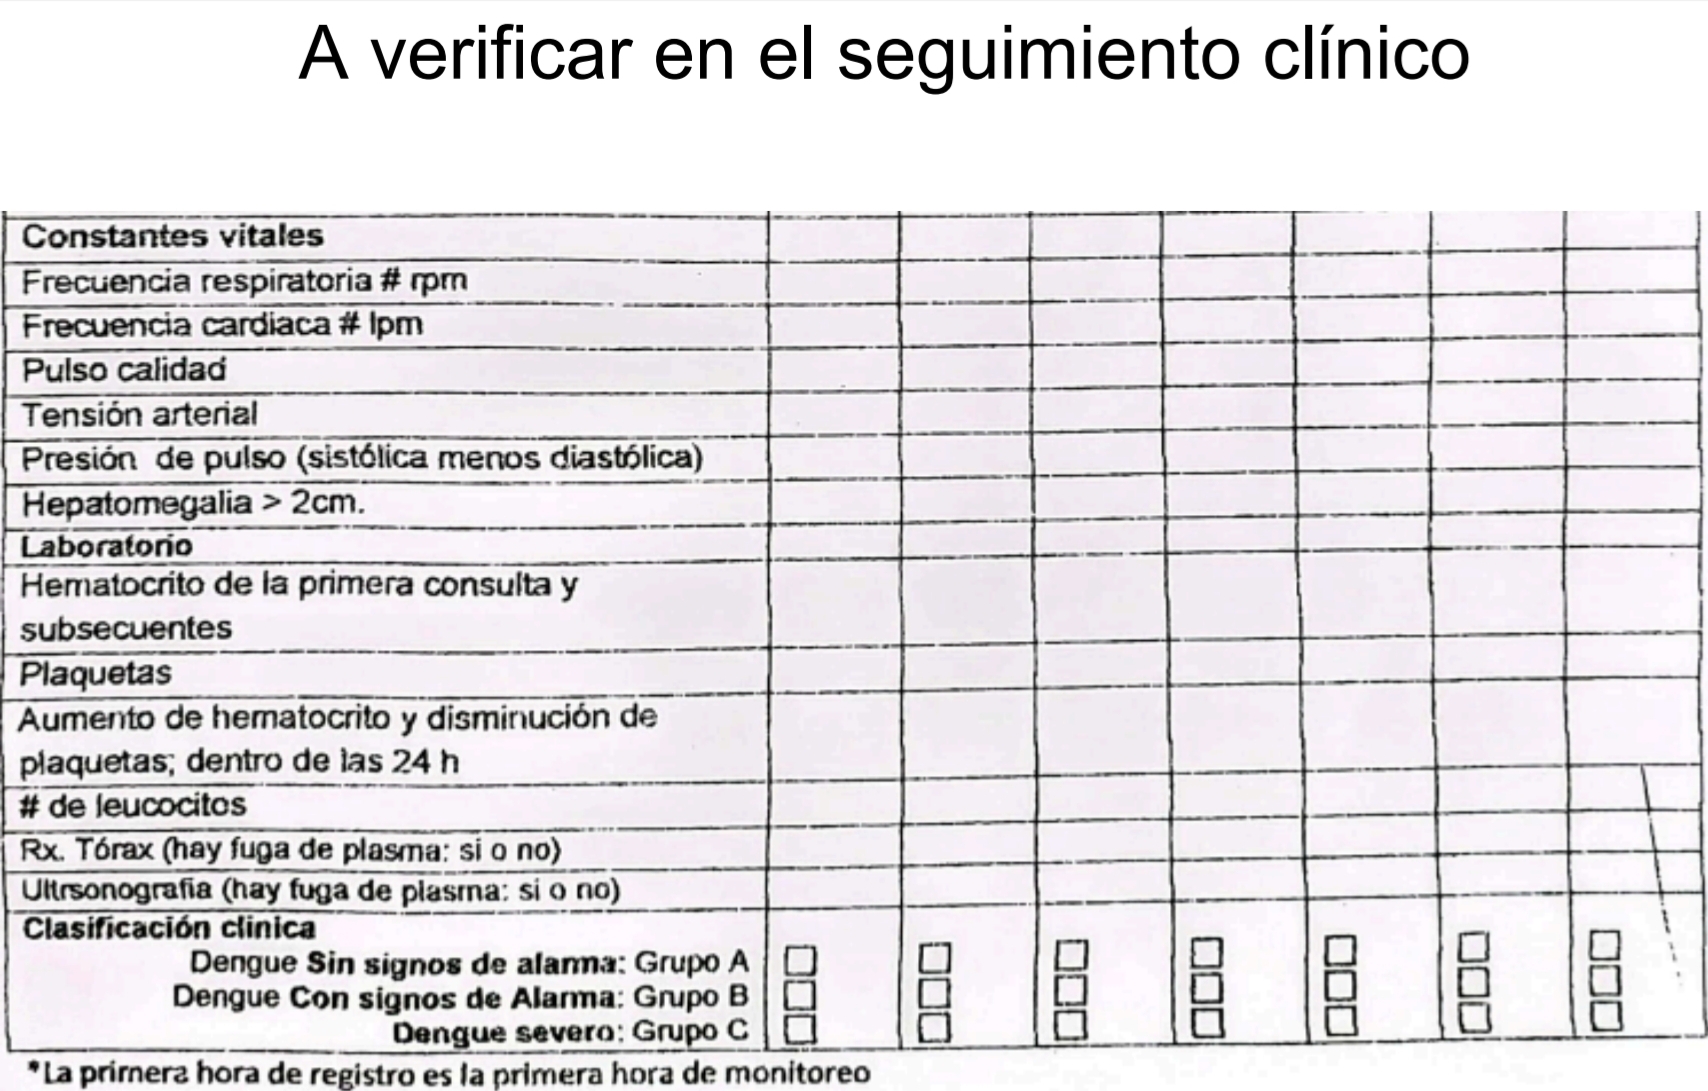 A verificar en el seguimiento clínico
Constantes vitales
Frecuencia respiratoria # rpm
Frecuencia cardiaca # lpm
Pulso calidad
Tensión arterial
Presión de pulso (sistólica menos diastólica)
Hepatomegalia > 2cm.
Laboratorio
Hematocrito de la primera consulta y
subsecuentes
Plaquetas
Aumento de hematocrito y disminución de
plaquetas; dentro de las 24 h
# de leucocitos
Rx. Tórax (hay fuga de plasma: si o no)
Ultrsonografia (hay fuga de plasma: si o no)
Clasificación clinica
Dengue Sin signos de alarma: Grupo A
Dengue Con signos de Alarma: Grupo B
Dengue severo: Grupo C
*La primera hora de registro es la primera hora de monitoreo